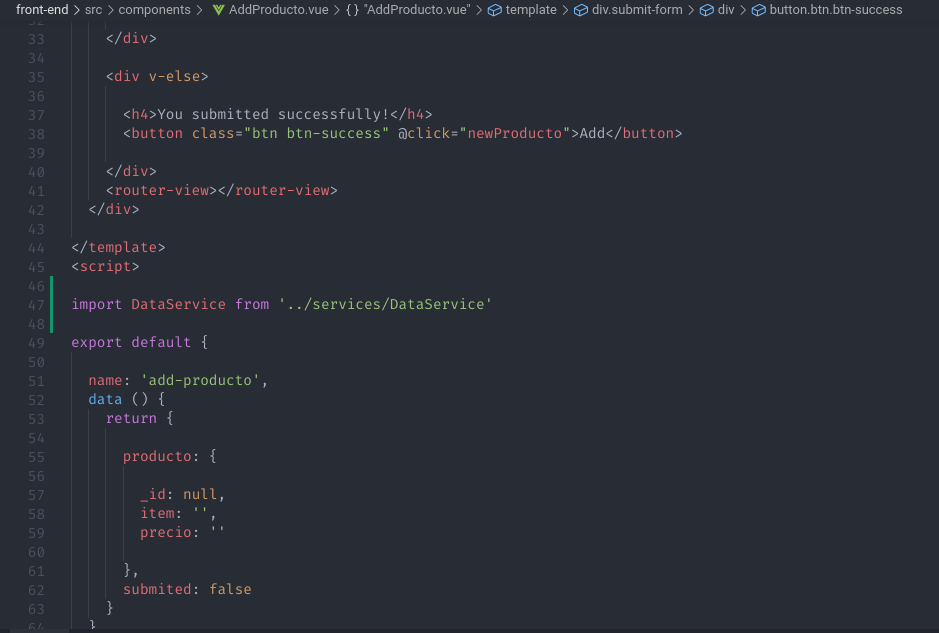 front-end > src > components > AddProducto.vue > {} "AddProducto.vue" > template > div.submit-form > div > button.btn.btn-success
32
33 </div>
34
35 <div v-else>
36
37 <h4>You submitted successfully!</h4>
38 <button class="btn btn-success" @click="newProducto">Add</button>
39
40 </div>
41 <router-view></router-view>
42 </div>
43
44 </template>
45 <script>
46
47 import DataService from '../services/DataService'
48
49 export default {
50
51 name: 'add-producto',
52 data () {
53 return {
54
55 producto: {
56
57 _id: null,
58 item: '',
59 precio: ''
60
61 },
62 submited: false
63 }
64 }